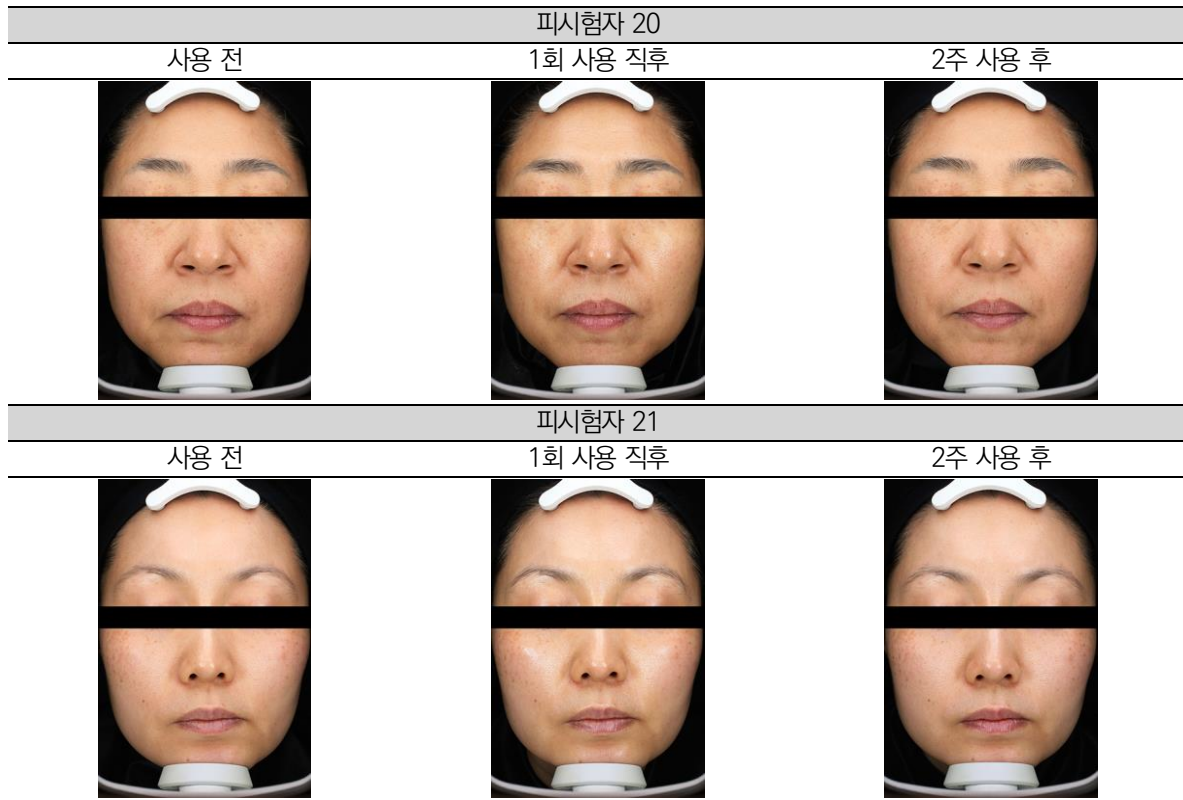 피시험자 20
사용 전 1회 사용 직후 2주 사용 후
피시험자 21
사용 전 1회 사용 직후 2주 사용 후